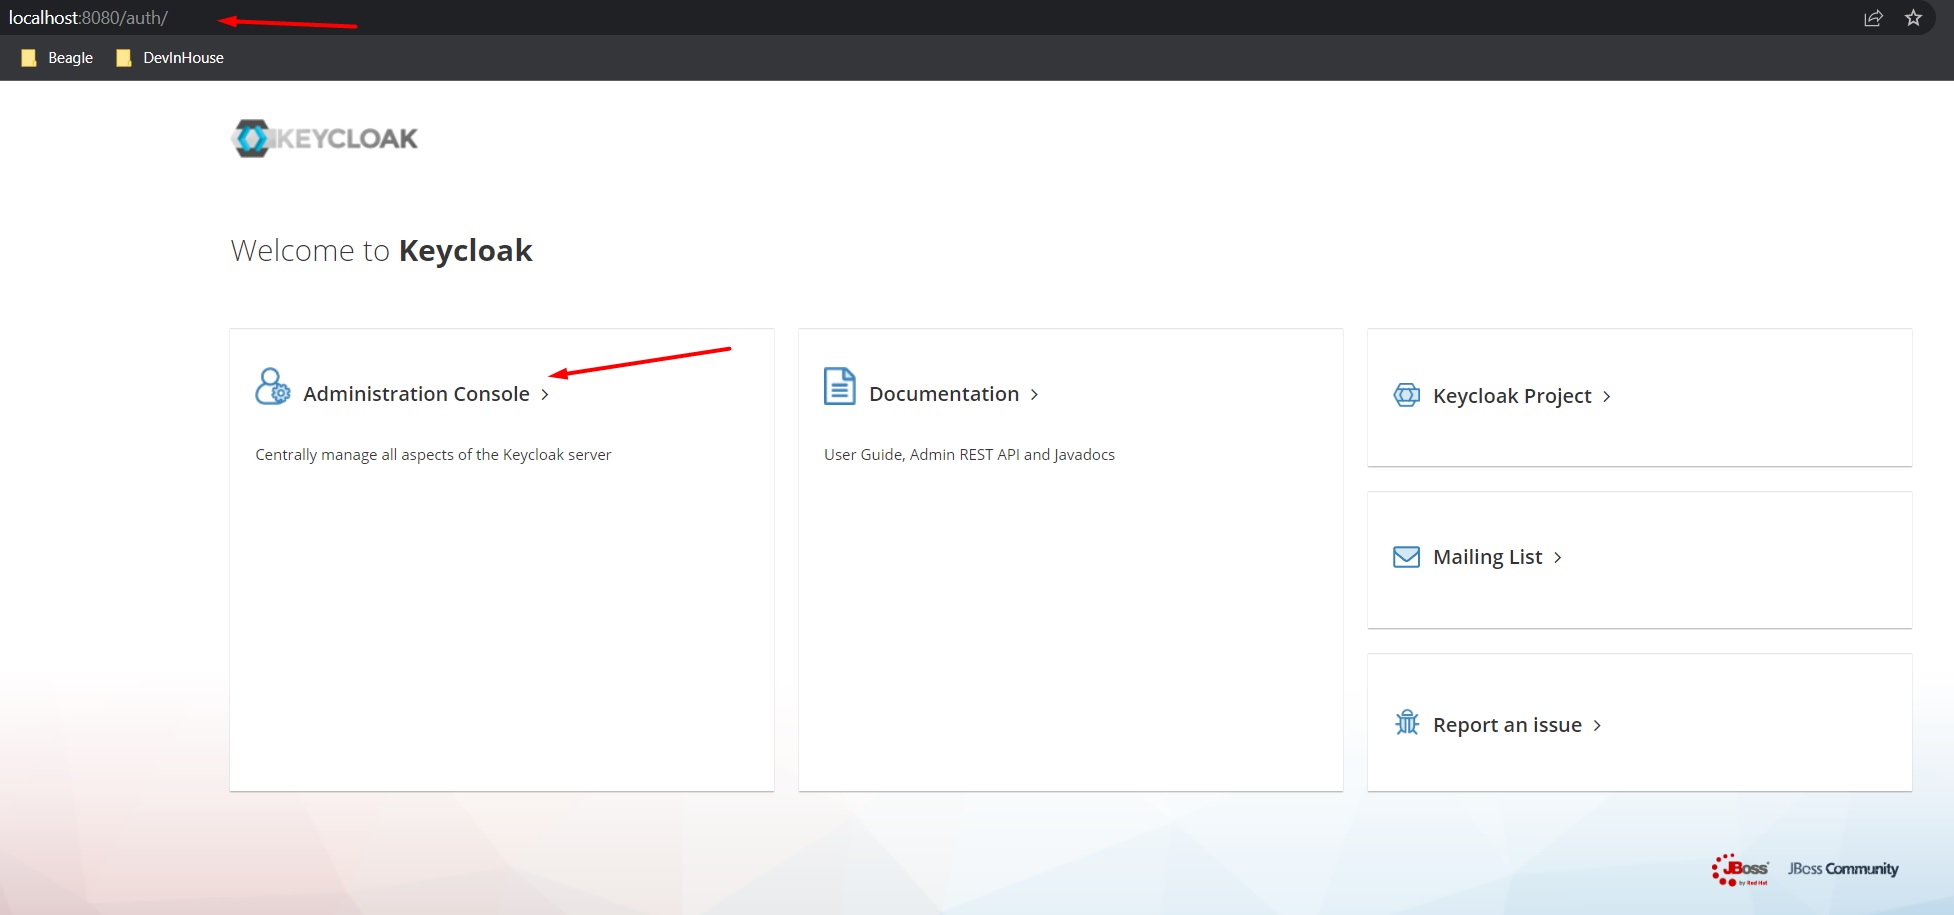 localhost:8080/auth/
Beagle
DevInHouse
KEYCLOAK
Welcome to Keycloak
Administration Console
Centrally manage all aspects of the Keycloak server
Documentation
User Guide, Admin REST API and Javadocs
Keycloak Project
Mailing List
Report an issue
JBoss
by Red Hat
JBoss Community